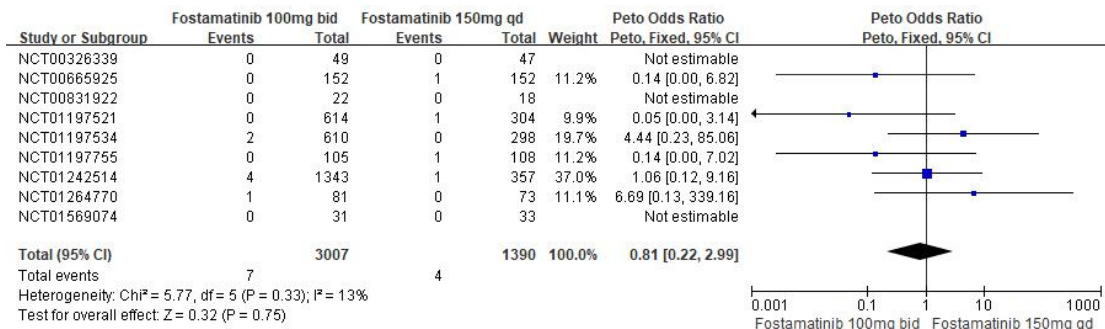 Fostamatinib 100mg bid Fostamatinib 150mg qd Peto Odds Ratio Peto Odds Ratio
Study or Subgroup Events Total Events Total Weight Peto, Fixed, 95% CI Peto, Fixed, 95% CI
NCT00326339 0 49 0 47 Not estimable
NCT00665925 0 152 1 152 11.2% 0.14 [0.00, 6.82]
NCT00831922 0 22 0 18 Not estimable
NCT01197521 0 614 1 304 9.9% 0.05 [0.00, 3.14]
NCT01197534 2 610 0 298 19.7% 4.44 [0.23, 85.06]
NCT01197755 0 105 1 108 11.2% 0.14 [0.00, 7.02]
NCT01242514 4 1343 1 357 37.0% 1.06 [0.12, 9.16]
NCT01264770 1 81 0 73 11.1% 6.69 [0.13, 339.16]
NCT01569074 0 31 0 33 Not estimable
Total (95% CI) 3007 1390 100.0% 0.81 [0.22, 2.99]
Total events 7 4
Heterogeneity: Chi² = 5.77, df = 5 (P = 0.33); I² = 13%
Test for overall effect: Z = 0.32 (P = 0.75)
0.001 0.1 1 10 1000
Fostamatinib 100mg bid Fostamatinib 150mg qd